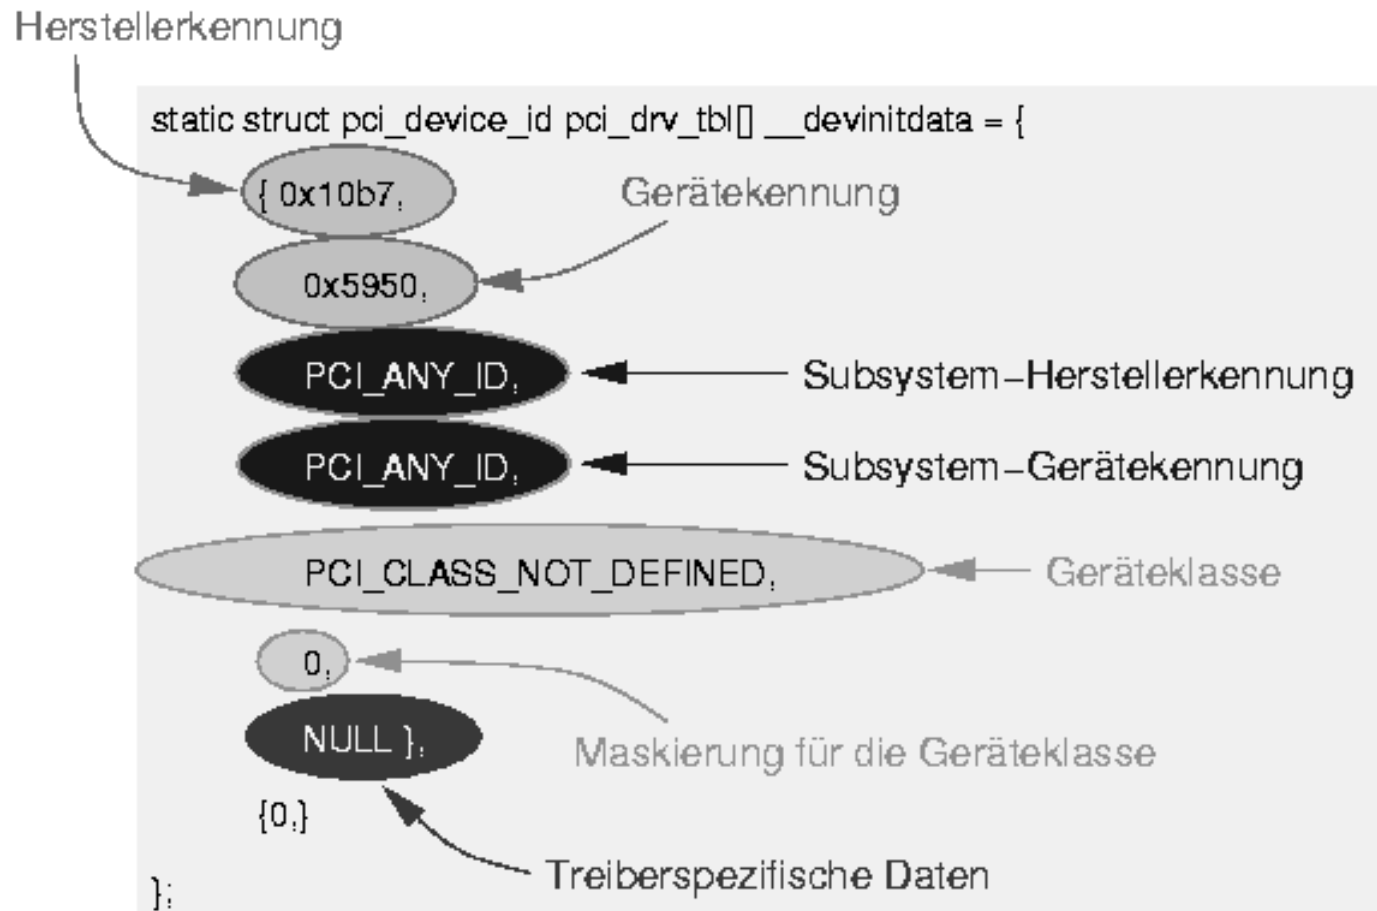 Herstellerkennung
static struct pci_device_id pci_drv_tbl[] __devinitdata = {
{ 0x10b7,
Gerätekennung
0x5950,
PCI_ANY_ID,
Subsystem–Herstellerkennung
PCI_ANY_ID,
Subsystem–Gerätekennung
PCI_CLASS_NOT_DEFINED,
Geräteklasse
0,
NULL },
Maskierung für die Geräteklasse
{0,}
Treiberspezifische Daten
};